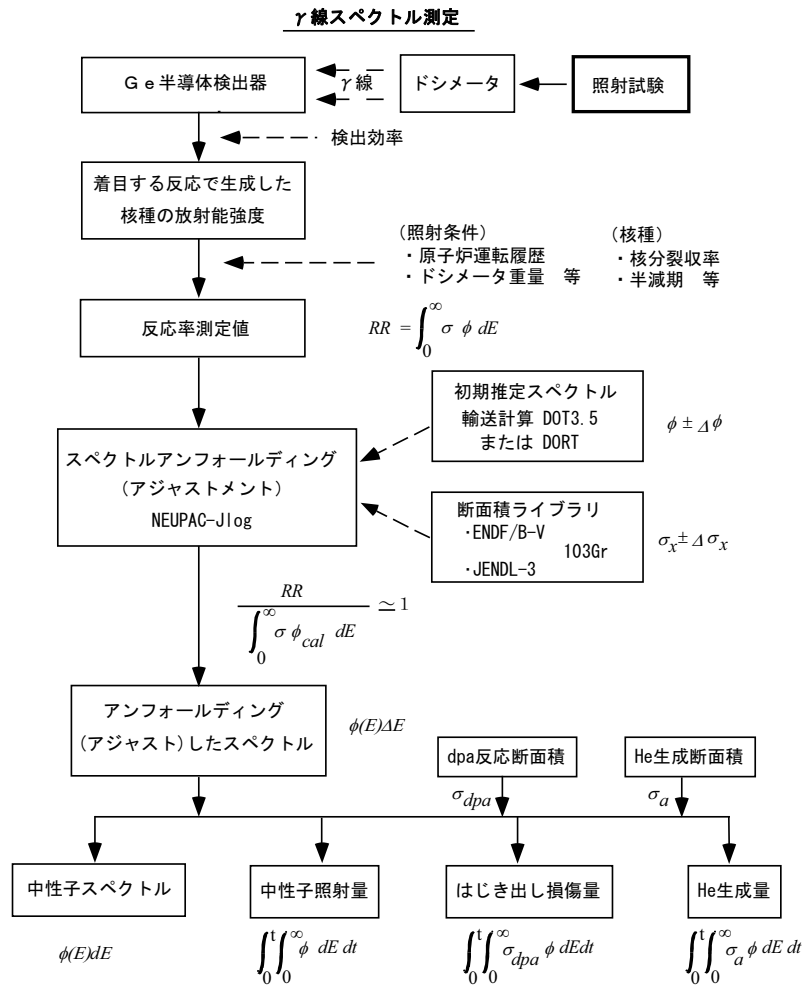 γ線スペクトル測定
Ｇｅ半導体検出器
γ線
ドシメータ
照射試験
検出効率
着目する反応で生成した
核種の放射能強度
(照射条件)
・原子炉運転履歴
・ドシメータ重量　等
(核種)
・核分裂収率
・半減期　等
反応率測定値
RR = ∫₀^∞ σ φ dE
初期推定スペクトル
輸送計算 DOT3.5
または DORT
φ ± Δφ
スペクトルアンフォールディング
(アジャストメント)
NEUPAC-Jlog
断面積ライブラリ
・ENDF/B-V
103Gr
・JENDL-3
σx ± Δσx
RR
∫₀^∞ σ φcal dE
≃ 1
アンフォールディング
(アジャスト)したスペクトル
φ(E)ΔE
dpa反応断面積
He生成断面積
σdpa
σa
中性子スペクトル
中性子照射量
はじき出し損傷量
He生成量
φ(E)dE
∫₀^t∫₀^∞ φ dE dt
∫₀^t∫₀^∞ σdpa φ dEdt
∫₀^t∫₀^∞ σa φ dE dt